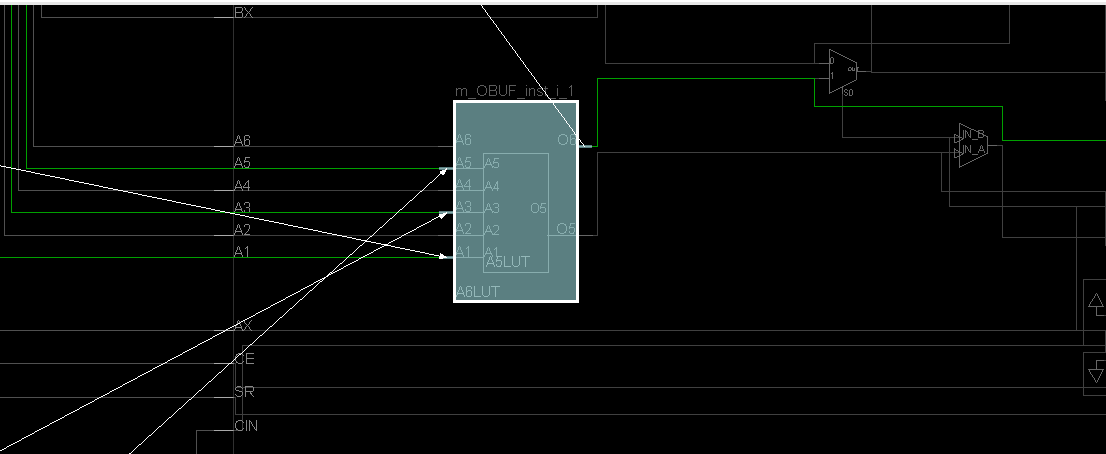 BX
0
1
out
S0
m_OBUF_inst_i_1
A6
A6
O6
IN_B
IN_A
A5
A5
A5
A4
A4
A4
A3
A3
A3
O5
A2
A2
A2
O5
A1
A1
A1
A5LUT
A6LUT
AX
CE
SR
CIN